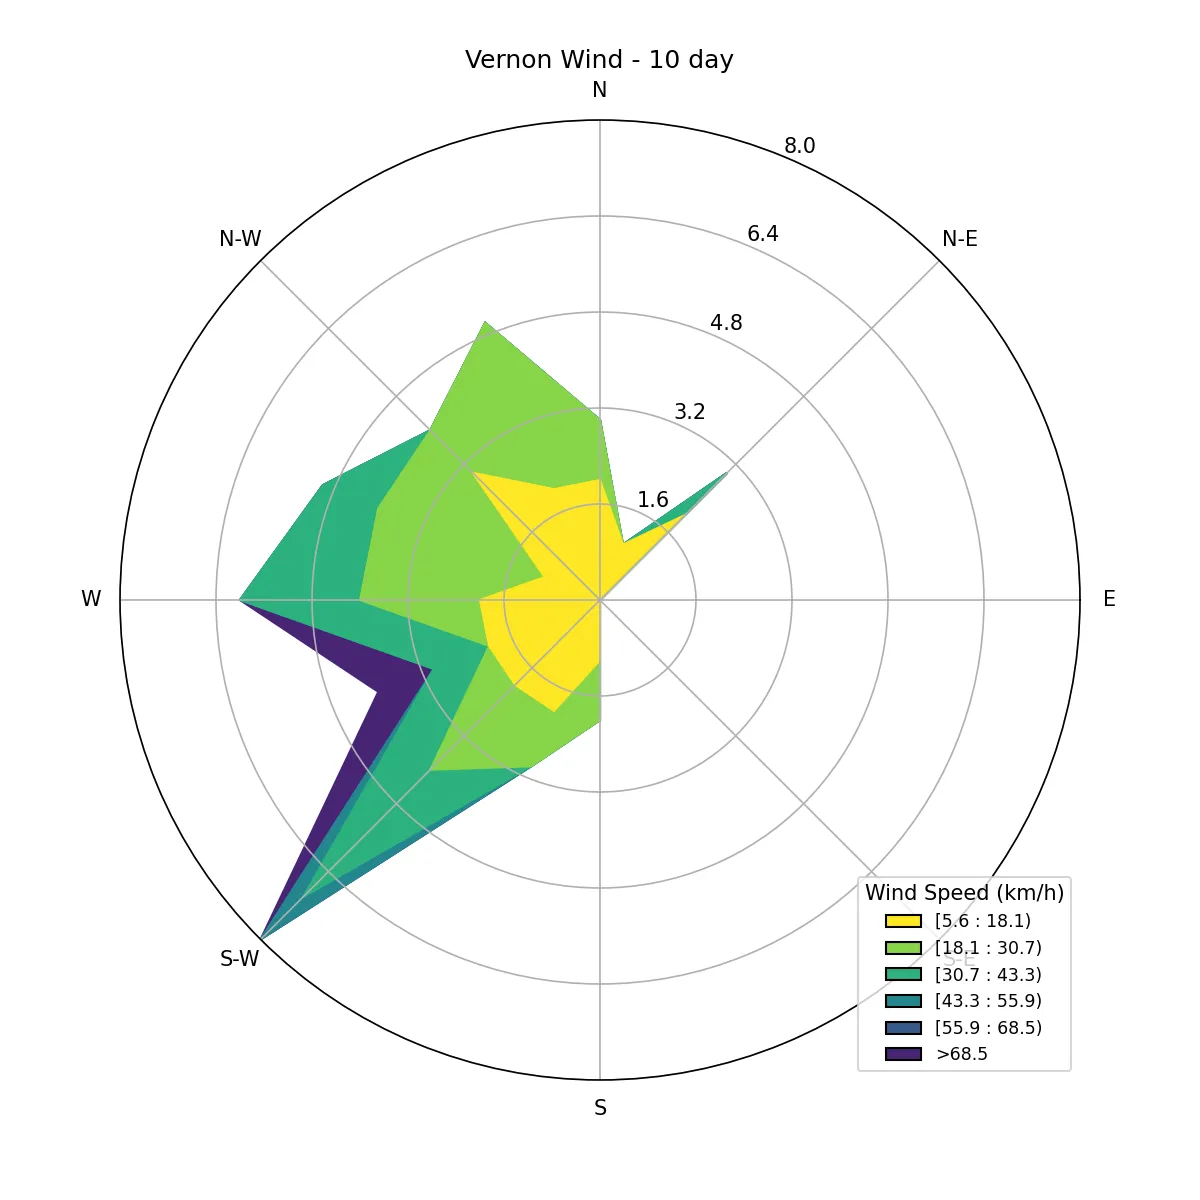 Vernon Wind - 10 day
N
8.0
N-W
6.4
N-E
4.8
3.2
1.6
W
E
S-W
S-E
Wind Speed (km/h)
[5.6 : 18.1)
[18.1 : 30.7)
[30.7 : 43.3)
[43.3 : 55.9)
[55.9 : 68.5)
>68.5
S